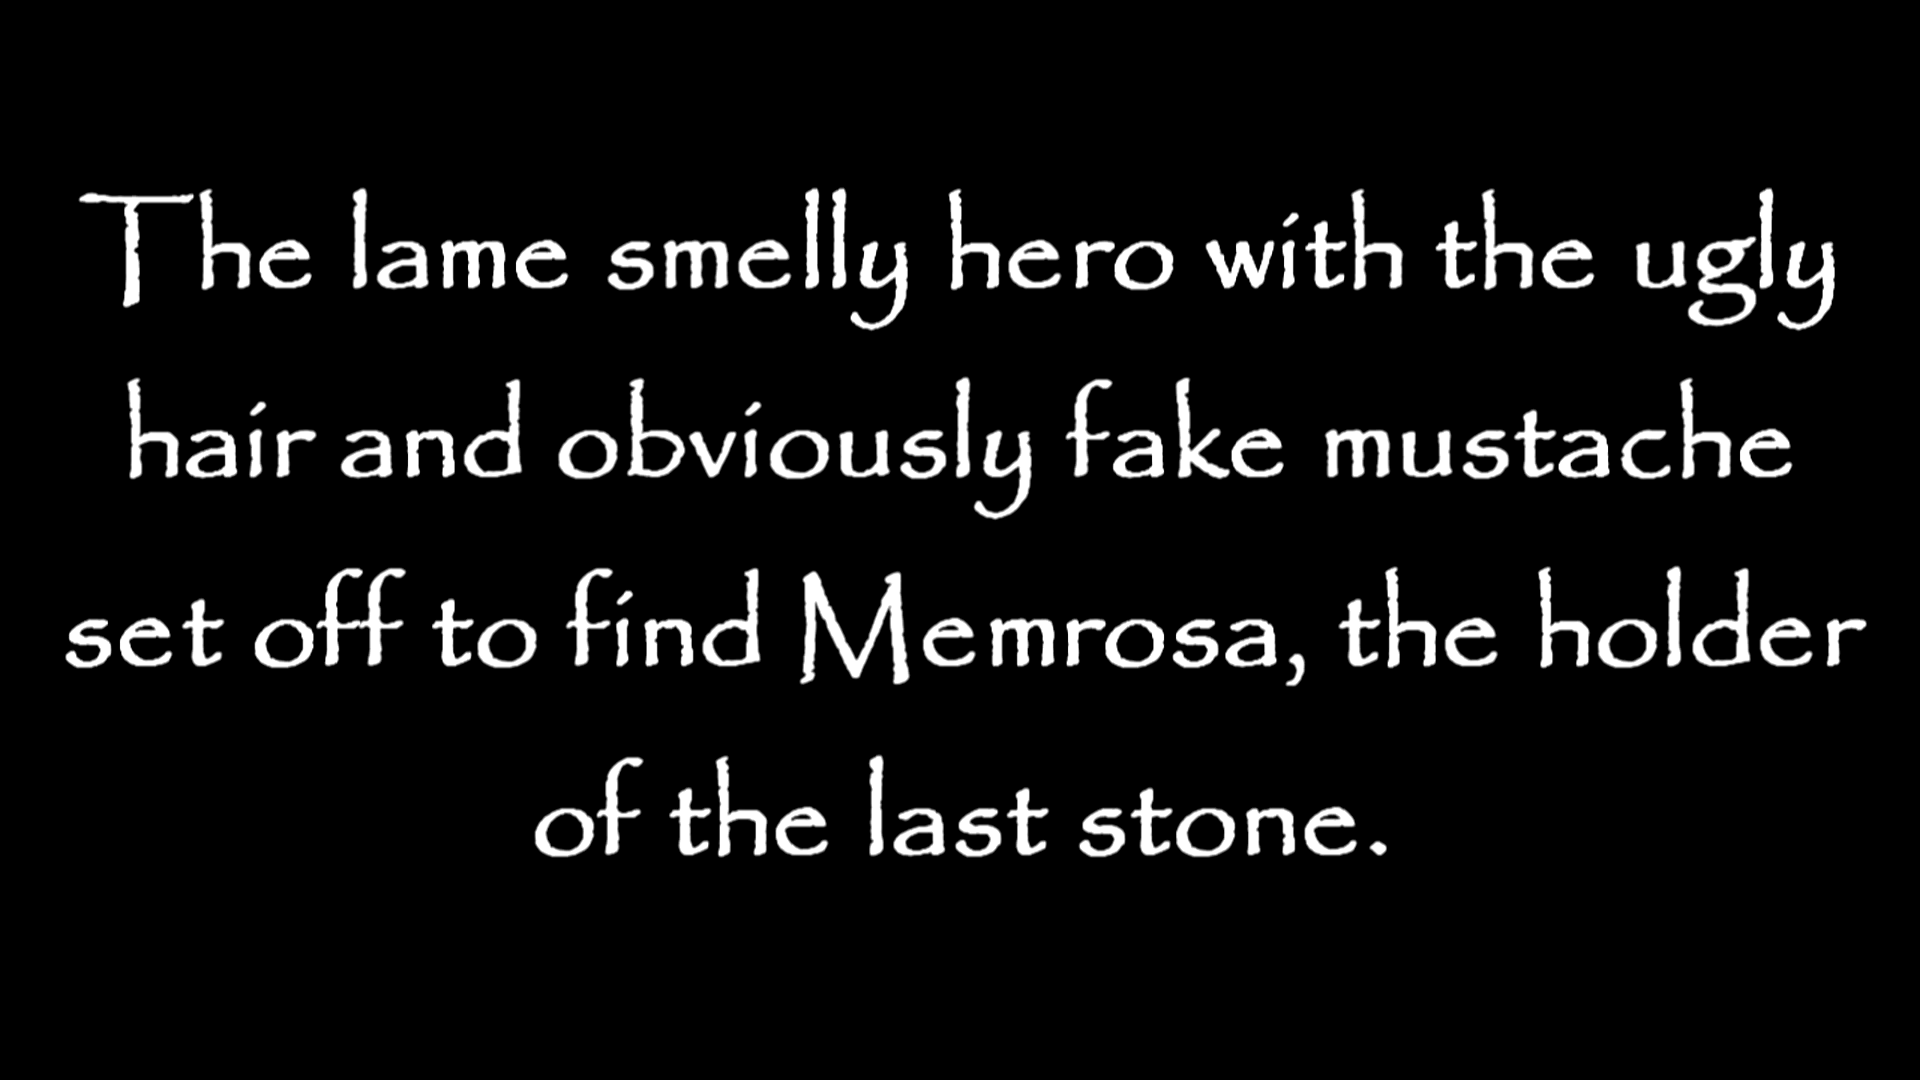 The lame smelly hero with the ugly
hair and obviously fake mustache
set off to find Memrosa, the holder
of the last stone.